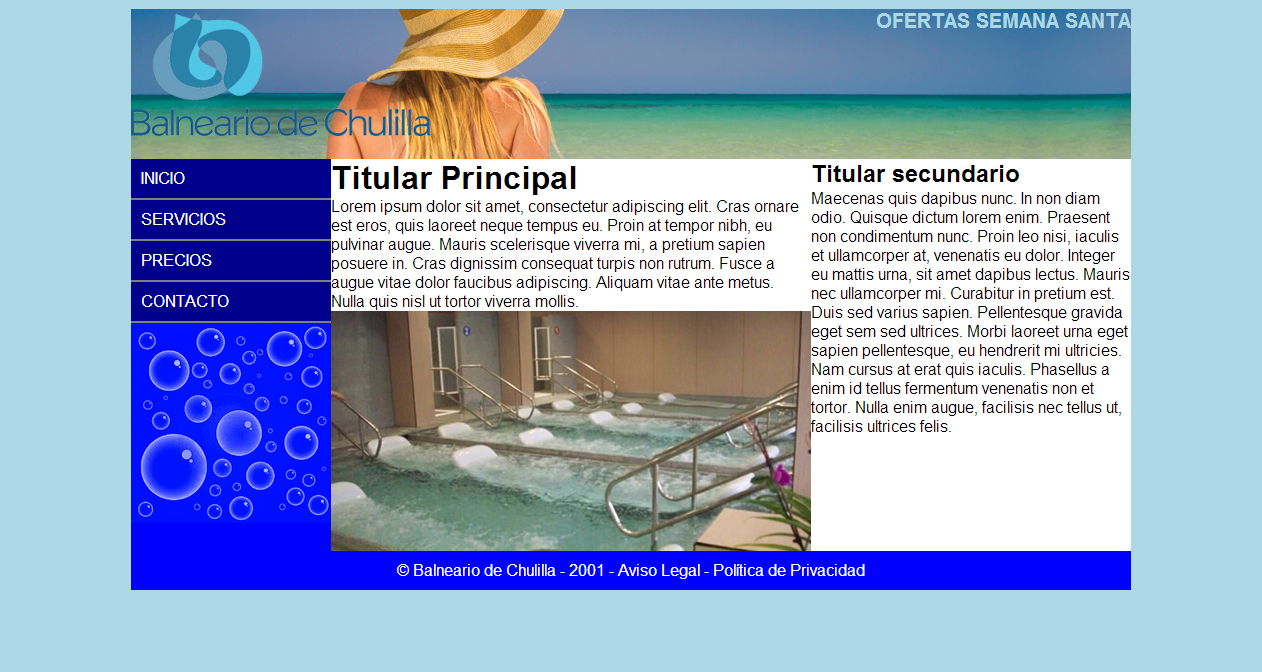 OFERTAS SEMANA SANTA
Balneario de Chulilla
INICIO
SERVICIOS
PRECIOS
CONTACTO
Titular Principal
Lorem ipsum dolor sit amet, consectetur adipiscing elit. Cras ornare
est eros, quis laoreet neque tempus eu. Proin at tempor nibh, eu
pulvinar augue. Mauris scelerisque viverra mi, a pretium sapien
posuere in. Cras dignissim consequat turpis non rutrum. Fusce a
augue vitae dolor faucibus adipiscing. Aliquam vitae ante metus.
Nulla quis nisl ut tortor viverra mollis.
Titular secundario
Maecenas quis dapibus nunc. In non diam
odio. Quisque dictum lorem enim. Praesent
non condimentum nunc. Proin leo nisi, iaculis
et ullamcorper at, venenatis eu dolor. Integer
eu mattis urna, sit amet dapibus lectus. Mauris
nec ullamcorper mi. Curabitur in pretium est.
Duis sed varius sapien. Pellentesque gravida
eget sem sed ultrices. Morbi laoreet urna eget
sapien pellentesque, eu hendrerit mi ultricies.
Nam cursus at erat quis iaculis. Phasellus a
enim id tellus fermentum venenatis non et
tortor. Nulla enim augue, facilisis nec tellus ut,
facilisis ultrices felis.
© Balneario de Chulilla - 2001 - Aviso Legal - Política de Privacidad